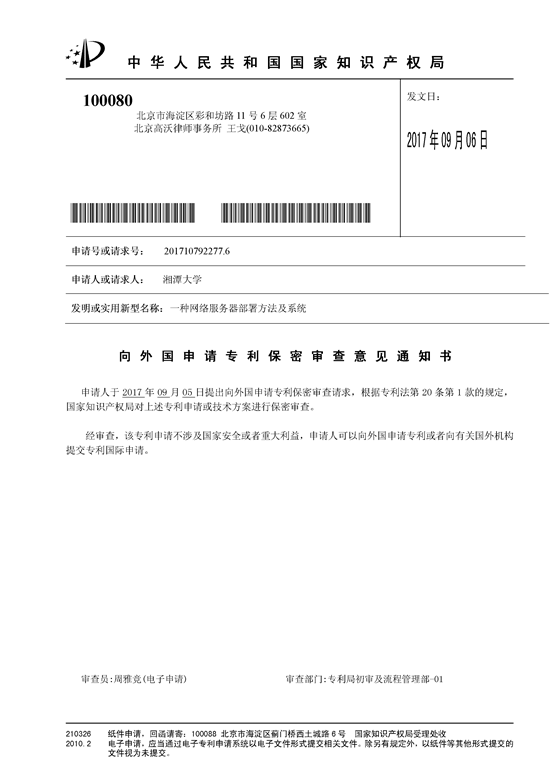 中华人民共和国国家知识产权局
100080
北京市海淀区彩和坊路 11 号 6 层 602 室
北京高沃律师事务所 王戈(010-82873665)
发文日：
2017年09月06日
申请号或请求号： 201710792277.6
申请人或请求人： 湘潭大学
发明或实用新型名称：一种网络服务器部署方法及系统
向外国申请专利保密审查意见通知书
申请人于 2017 年 09 月 05 日提出向外国申请专利保密审查请求，根据专利法第 20 条第 1 款的规定，
国家知识产权局对上述专利申请或技术方案进行保密审查。
经审查，该专利申请不涉及国家安全或者重大利益，申请人可以向外国申请专利或者向有关国外机构
提交专利国际申请。
审查员:周雅竞(电子申请) 审查部门:专利局初审及流程管理部-01
210326 纸件申请，回函请寄：100088 北京市海淀区蓟门桥西土城路 6 号 国家知识产权局受理处收
2010.2 电子申请，应当通过电子专利申请系统以电子文件形式提交相关文件。除另有规定外，以纸件等其他形式提交的
文件视为未提交。